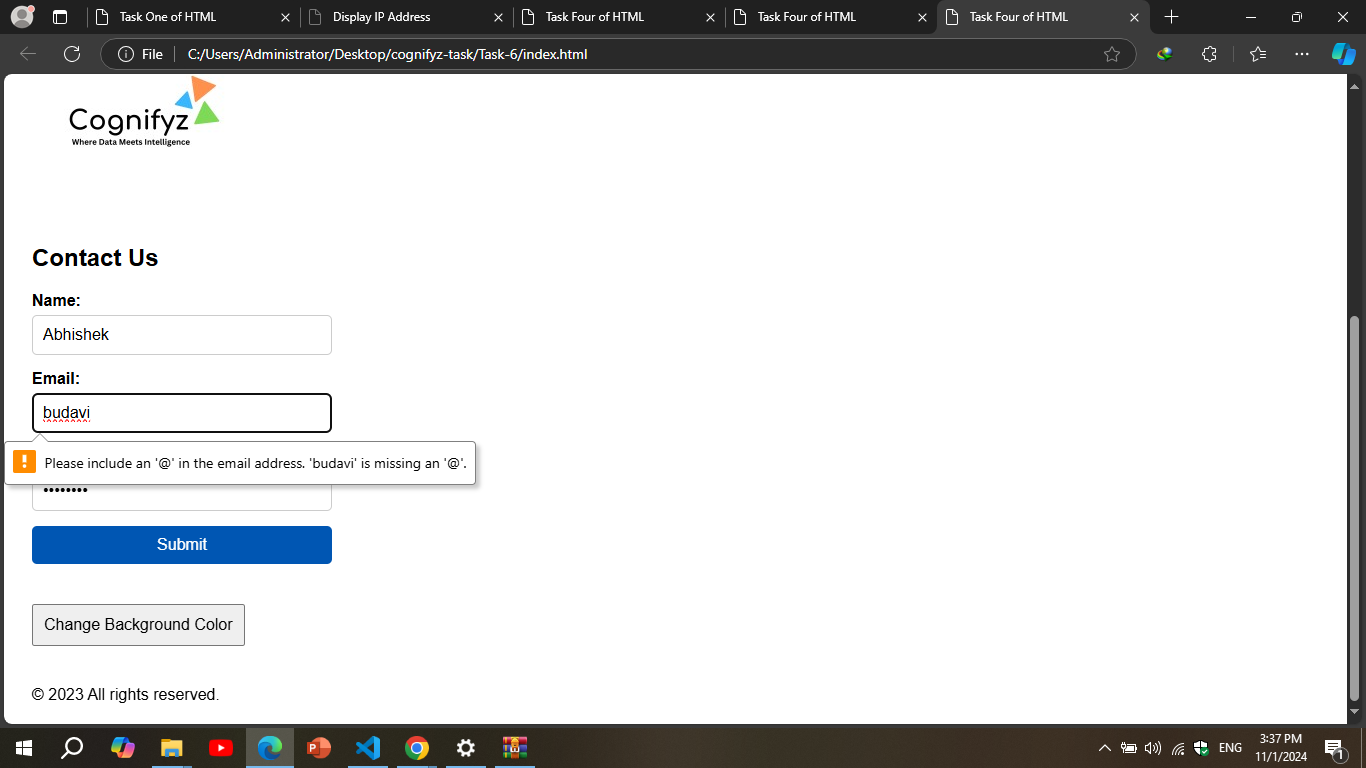 Task One of HTML
Display IP Address
Task Four of HTML
Task Four of HTML
Task Four of HTML
File
C:/Users/Administrator/Desktop/cognifyz-task/Task-6/index.html
Cognifyz
Where Data Meets Intelligence
Contact Us
Name:
Abhishek
Email:
budavi
Please include an '@' in the email address. 'budavi' is missing an '@'.
••••••••
Submit
Change Background Color
© 2023 All rights reserved.
ENG
3:37 PM
11/1/2024
1